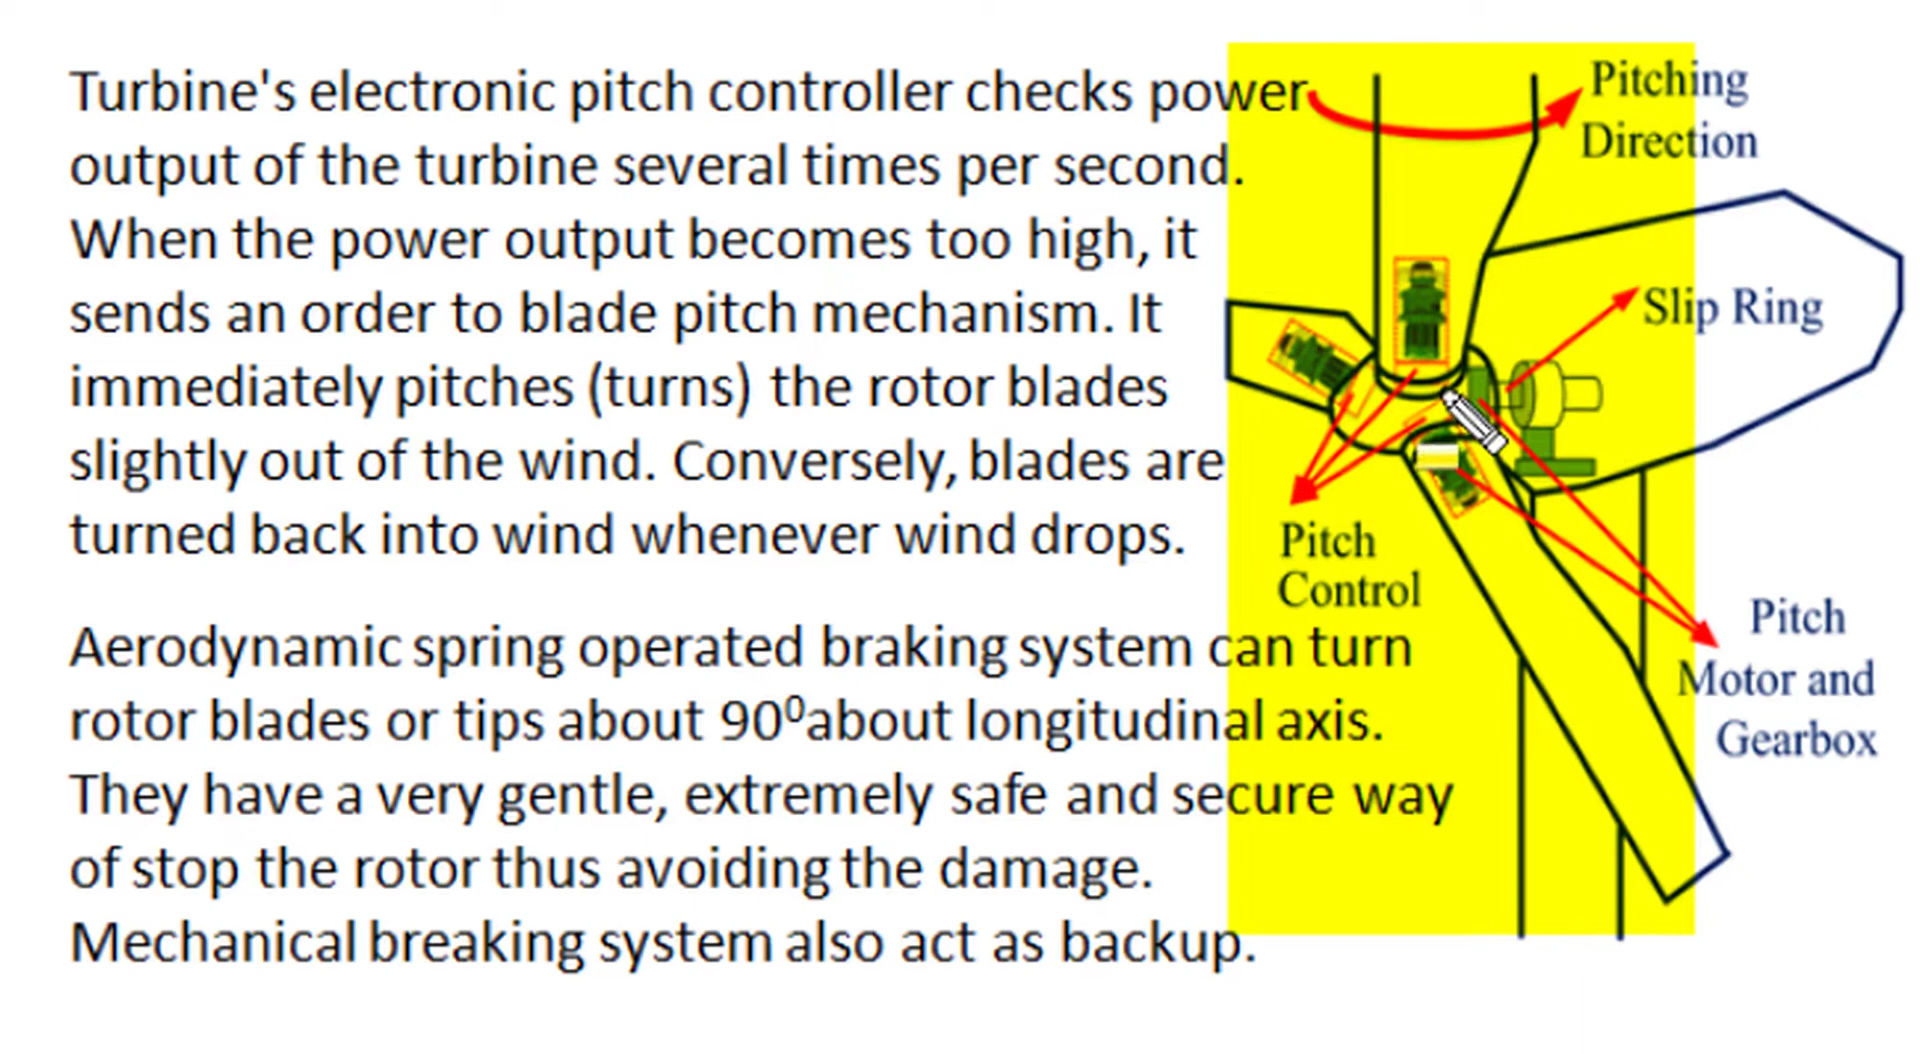 Turbine's electronic pitch controller checks power
output of the turbine several times per second.
When the power output becomes too high, it
sends an order to blade pitch mechanism. It
immediately pitches (turns) the rotor blades
slightly out of the wind. Conversely, blades are
turned back into wind whenever wind drops.
Aerodynamic spring operated braking system can turn
rotor blades or tips about 90⁰about longitudinal axis.
They have a very gentle, extremely safe and secure way
of stop the rotor thus avoiding the damage.
Mechanical breaking system also act as backup.
Pitching
Direction
Slip Ring
Pitch
Control
Pitch
Motor and
Gearbox